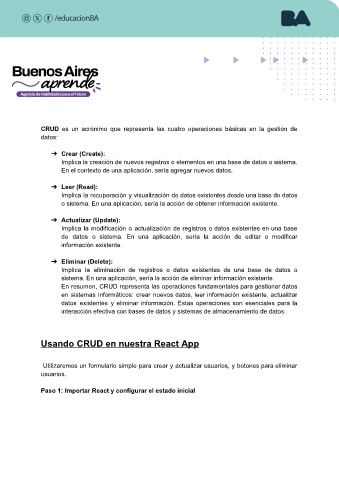 /educacionBA
BA
Buenos Aires
aprende
Agencia de Habilidades para el Futuro
CRUD es un acrónimo que representa las cuatro operaciones básicas en la gestión de
datos:
➔ Crear (Create):
Implica la creación de nuevos registros o elementos en una base de datos o sistema.
En el contexto de una aplicación, sería agregar nuevos datos.
➔ Leer (Read):
Implica la recuperación y visualización de datos existentes desde una base de datos
o sistema. En una aplicación, sería la acción de obtener información existente.
➔ Actualizar (Update):
Implica la modificación o actualización de registros o datos existentes en una base
de datos o sistema. En una aplicación, sería la acción de editar o modificar
información existente.
➔ Eliminar (Delete):
Implica la eliminación de registros o datos existentes de una base de datos o
sistema. En una aplicación, sería la acción de eliminar información existente.
En resumen, CRUD representa las operaciones fundamentales para gestionar datos
en sistemas informáticos: crear nuevos datos, leer información existente, actualizar
datos existentes y eliminar información. Estas operaciones son esenciales para la
interacción efectiva con bases de datos y sistemas de almacenamiento de datos.
Usando CRUD en nuestra React App
Utilizaremos un formulario simple para crear y actualizar usuarios, y botones para eliminar
usuarios.
Paso 1: Importar React y configurar el estado inicial